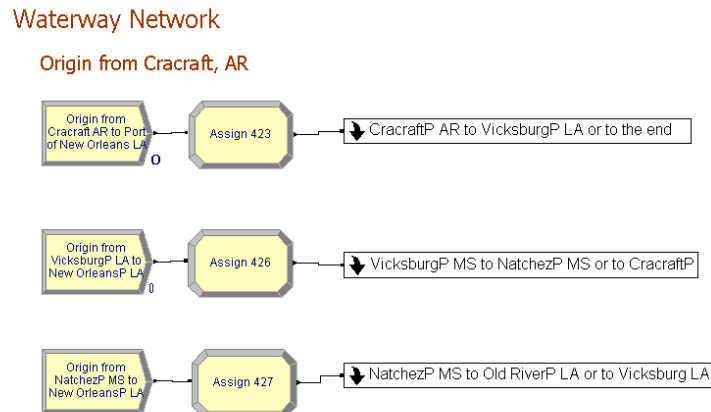 Waterway Network
Origin from Cracraft, AR
Origin from
Cracraft AR to Port
of New Orleans LA
0
Assign 423
CracraftP AR to VicksburgP LA or to the end
Origin from
VicksburgP LA to
New OrleansP LA
0
Assign 426
VicksburgP MS to NatchezP MS or to CracraftP
Origin from
NatchezP MS to
New OrleansP LA
Assign 427
NatchezP MS to Old RiverP LA or to Vicksburg LA